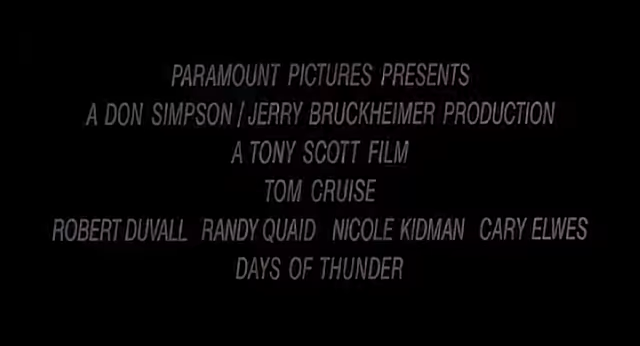 PARAMOUNT PICTURES PRESENTS
A DON SIMPSON / JERRY BRUCKHEIMER PRODUCTION
A TONY SCOTT FILM
TOM CRUISE
ROBERT DUVALL RANDY QUAID NICOLE KIDMAN CARY ELWES
DAYS OF THUNDER